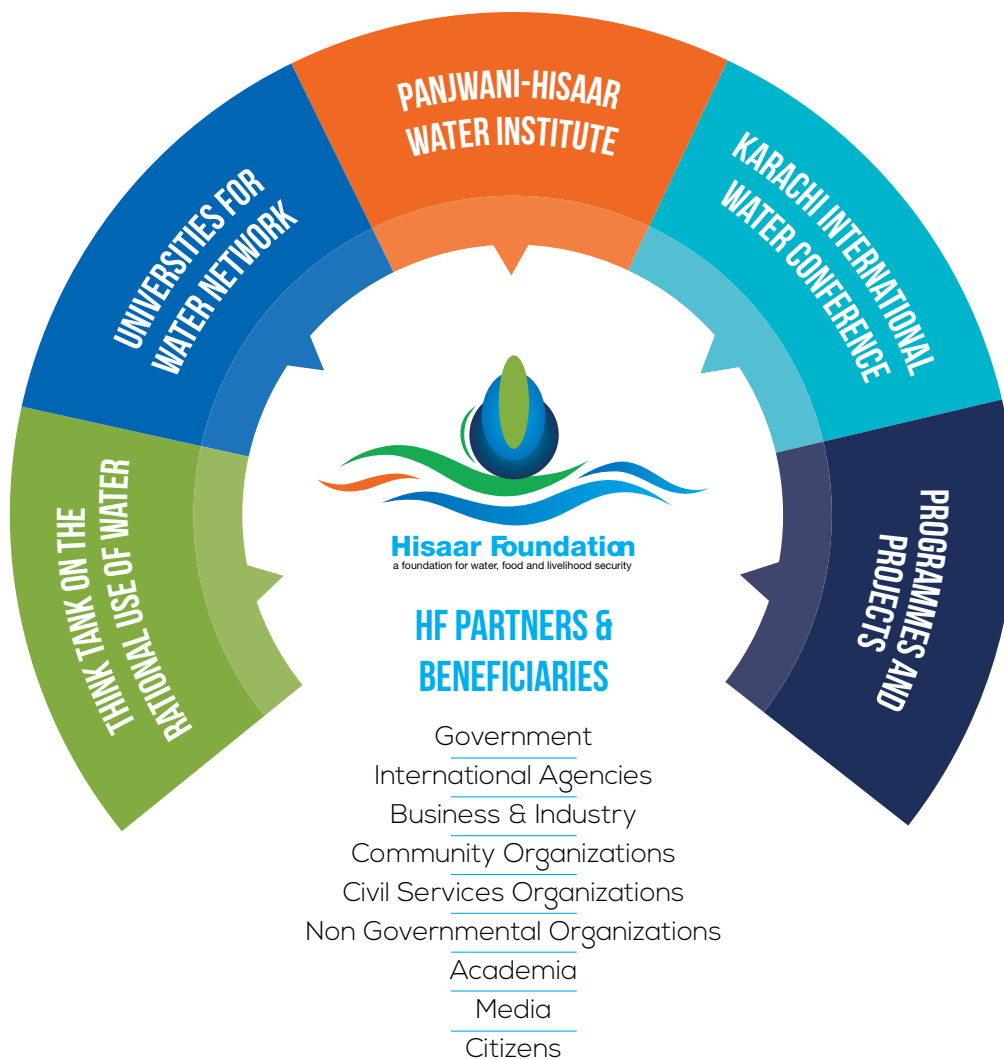 PANJWANI-HISAAR
WATER INSTITUTE
UNIVERSITIES FOR
WATER NETWORK
KARACHI INTERNATIONAL
WATER CONFERENCE
THINK TANK ON THE
RATIONAL USE OF WATER
PROGRAMMES AND
PROJECTS
Hisaar Foundation
a foundation for water, food and livelihood security
HF PARTNERS &
BENEFICIARIES
Government
International Agencies
Business & Industry
Community Organizations
Civil Services Organizations
Non Governmental Organizations
Academia
Media
Citizens